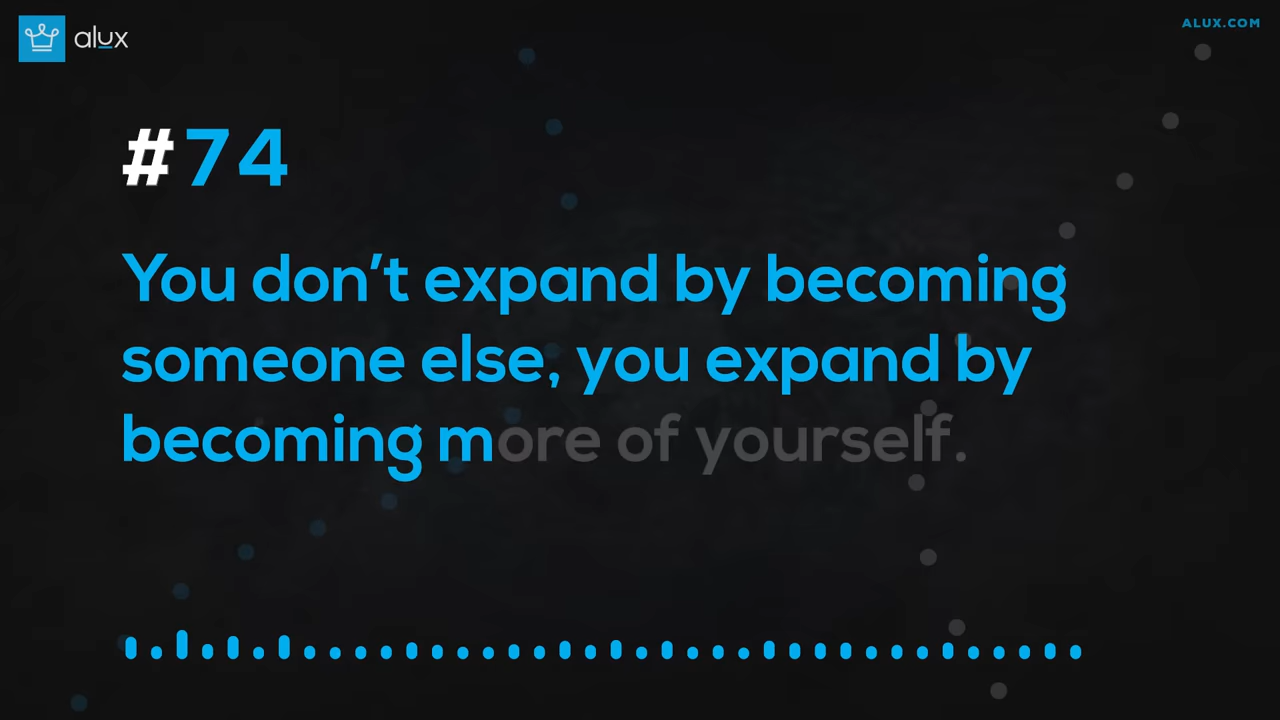 alux
ALUX.COM
#74
You don’t expand by becoming
someone else, you expand by
becoming more of yourself.